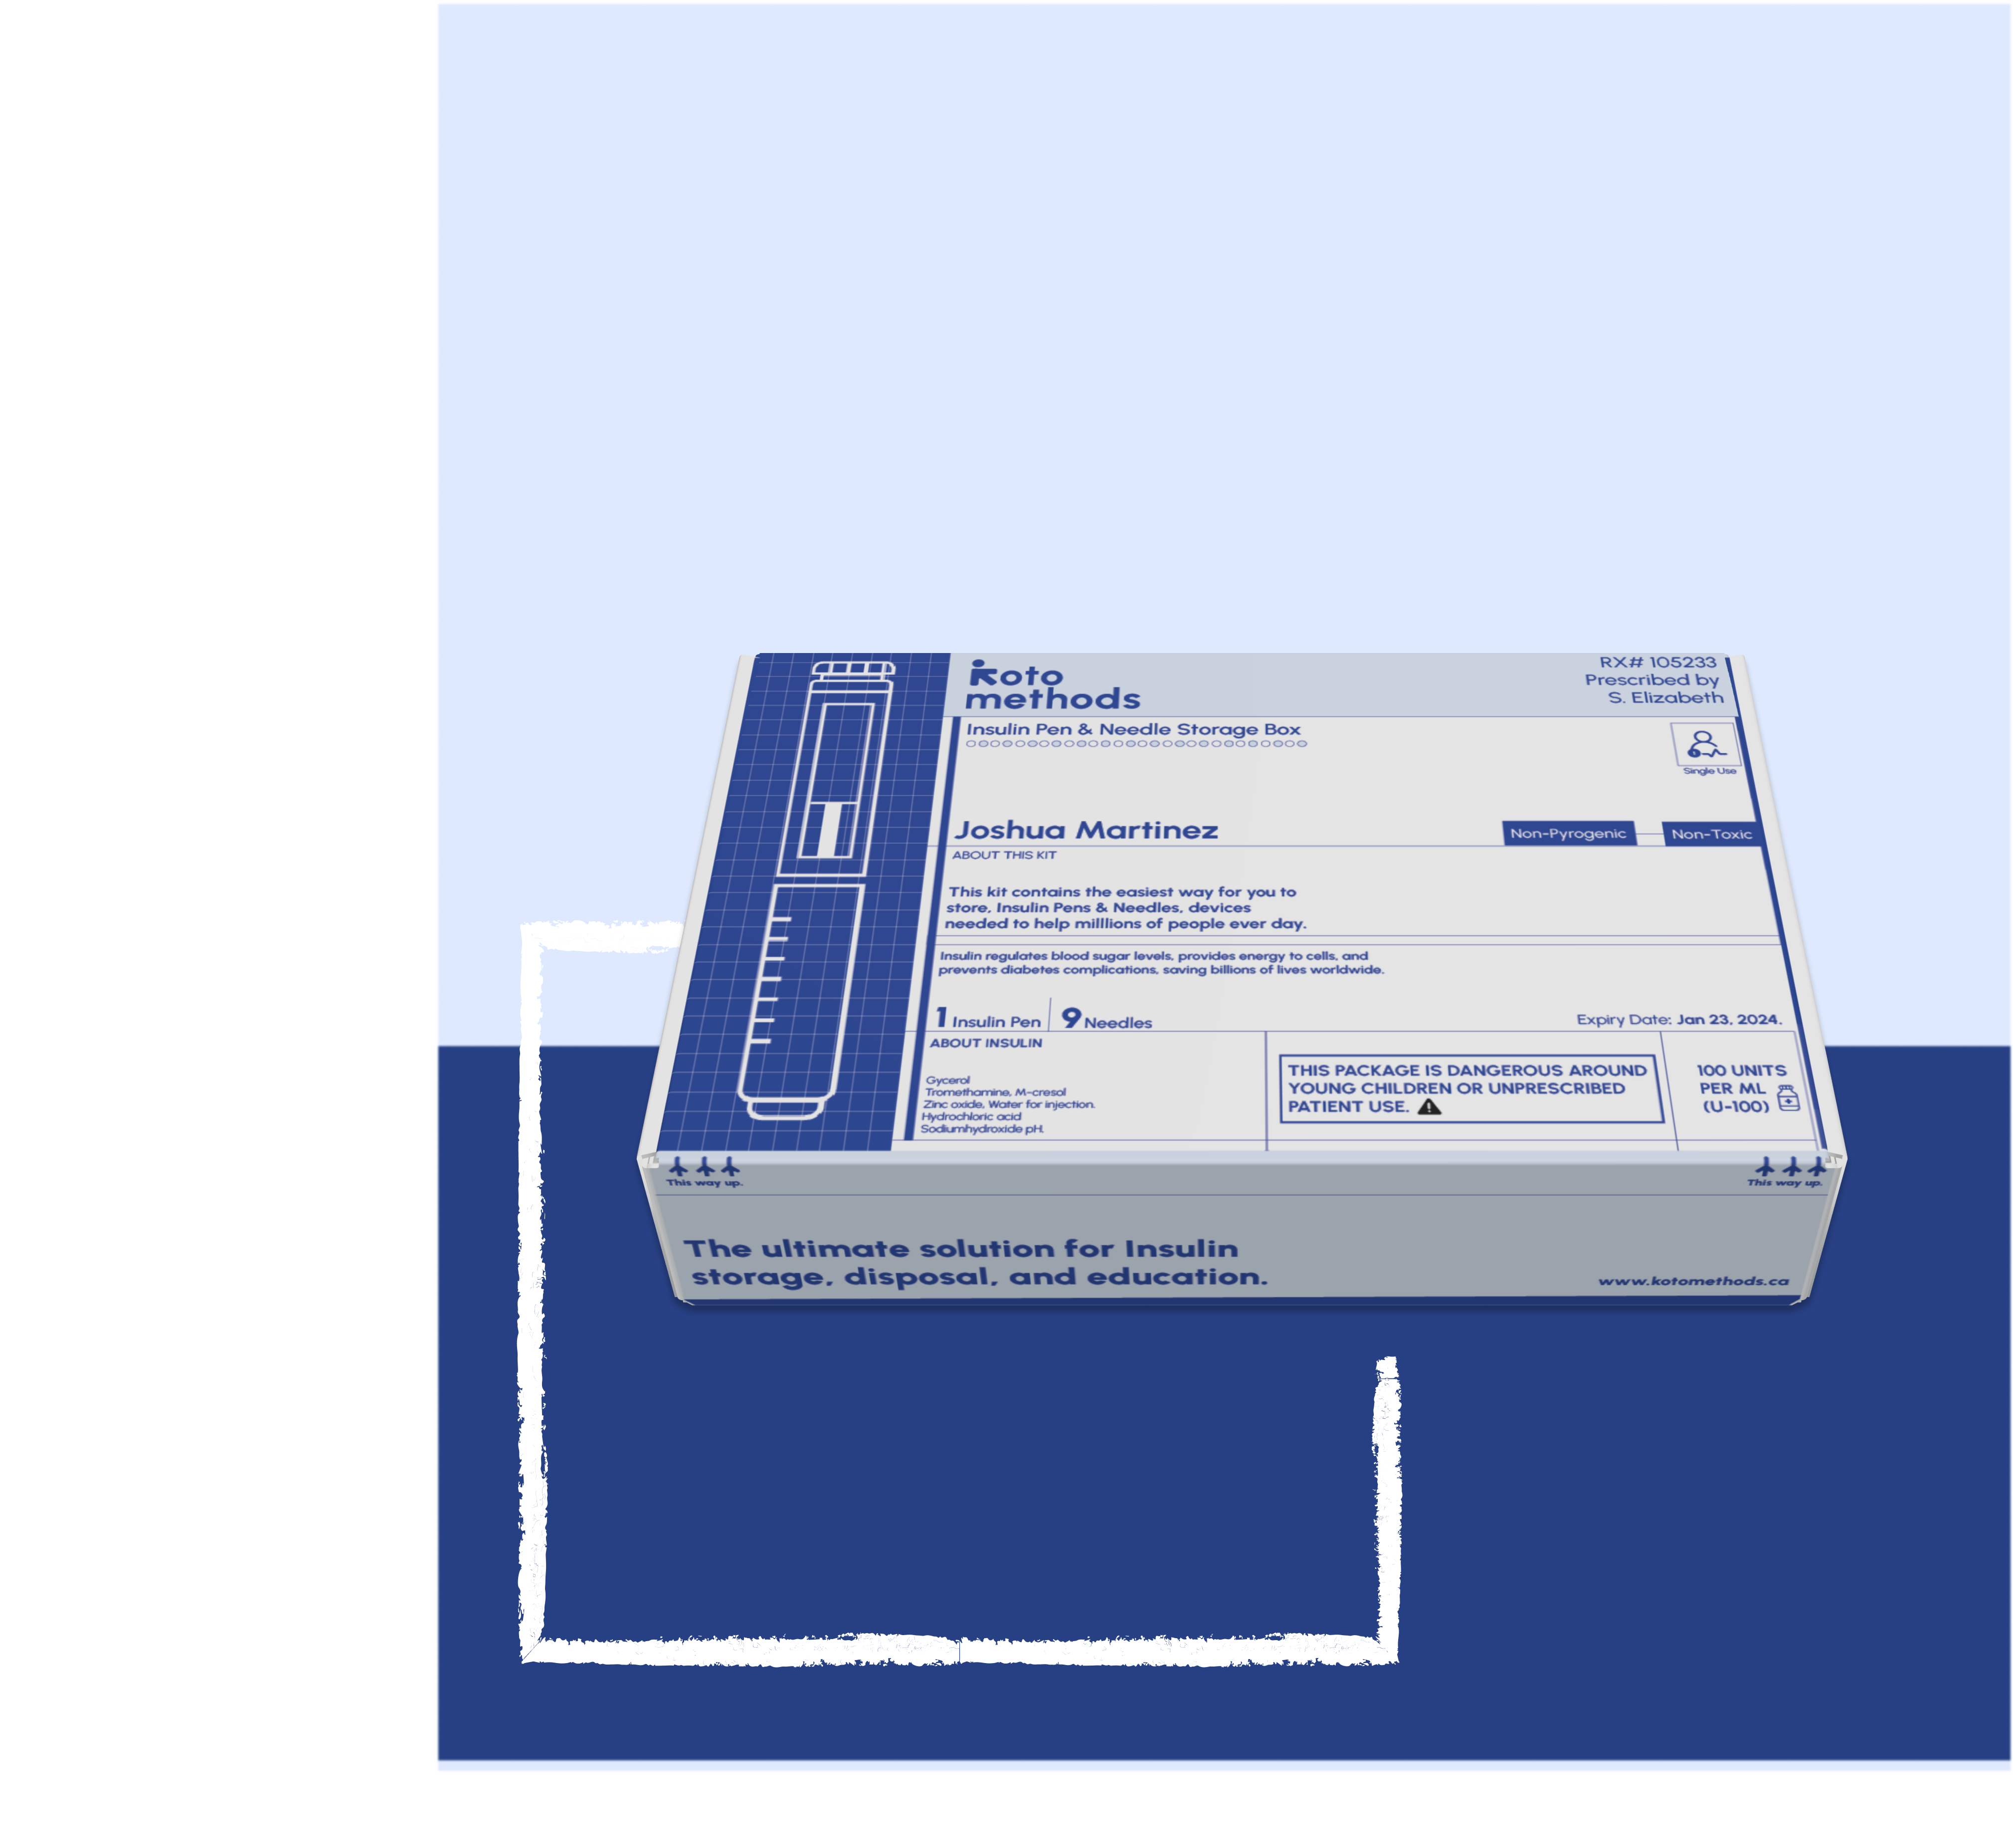 koto
methods
RX# 105233
Prescribed by
S. Elizabeth
Insulin Pen & Needle Storage Box
Single Use
Joshua Martinez
Non-Pyrogenic
Non-Toxic
ABOUT THIS KIT
This kit contains the easiest way for you to
store, Insulin Pens & Needles, devices
needed to help milllions of people ever day.
Insulin regulates blood sugar levels, provides energy to cells, and
prevents diabetes complications, saving billions of lives worldwide.
1 Insulin Pen
9 Needles
Expiry Date: Jan 23, 2024.
ABOUT INSULIN
Gycerol
Tromethamine, M-cresol
Zinc oxide, Water for injection.
Hydrochloric acid
Sodiumhydroxide pH.
THIS PACKAGE IS DANGEROUS AROUND
YOUNG CHILDREN OR UNPRESCRIBED
PATIENT USE.
100 UNITS
PER ML
(U-100)
This way up.
This way up.
The ultimate solution for Insulin
storage, disposal, and education.
www.kotomethods.ca